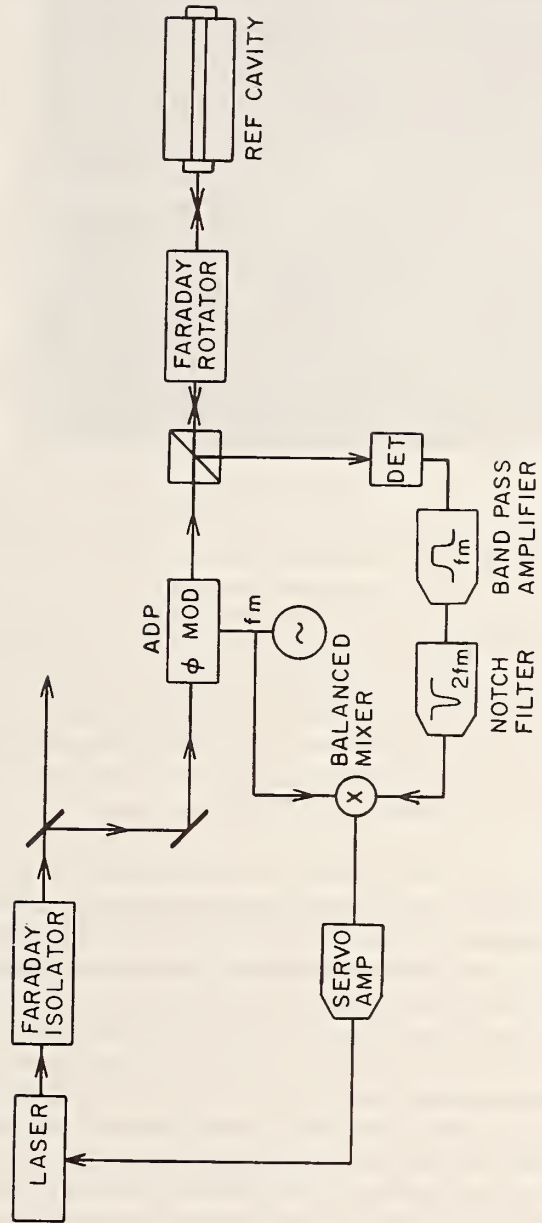 LASER
FARADAY
ISOLATOR
ADP
φ MOD
fm
~
FARADAY
ROTATOR
REF CAVITY
DET
fm
BAND PASS
AMPLIFIER
2fm
NOTCH
FILTER
BALANCED
MIXER
X
SERVO
AMP